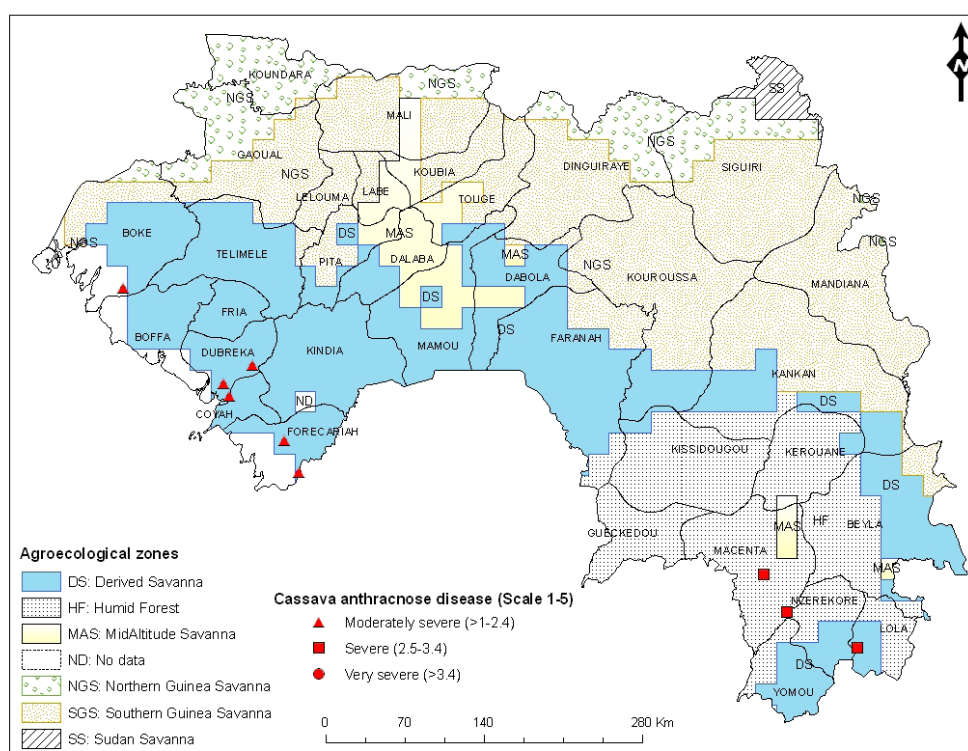 N
KOUNDARA
NGS
NGS
SS
MALI
NGS
GAOUAL
NGS
KOUBIA
DINGUIRAYE
SIGUIRI
LABE
LELOUMA
TOUGE
NGS
BOKE
DS
MAS
NGS
TELIMELE
MAS
NGS
PITA
DALABA
DABOLA
NGS
KOUROUSSA
MANDIANA
DS
FRIA
BOFFA
DS
DUBREKA
KINDIA
MAMOU
FARANAH
KANKAN
ND
DS
COYAH
FORECARIAH
KISSIDOUGOU
KEROUANE
DS
GUECKEDOU
MAS
HF
BEYLA
MACENTA
MAS
NZEREKORE
LOLA
DS
YOMOU
Agroecological zones
DS: Derived Savanna
HF: Humid Forest
MAS: MidAltitude Savanna
ND: No data
NGS: Northern Guinea Savanna
SGS: Southern Guinea Savanna
SS: Sudan Savanna
Cassava anthracnose disease (Scale 1-5)
Moderately severe (>1-2.4)
Severe (2.5-3.4)
Very severe (>3.4)
0 70 140 280 Km